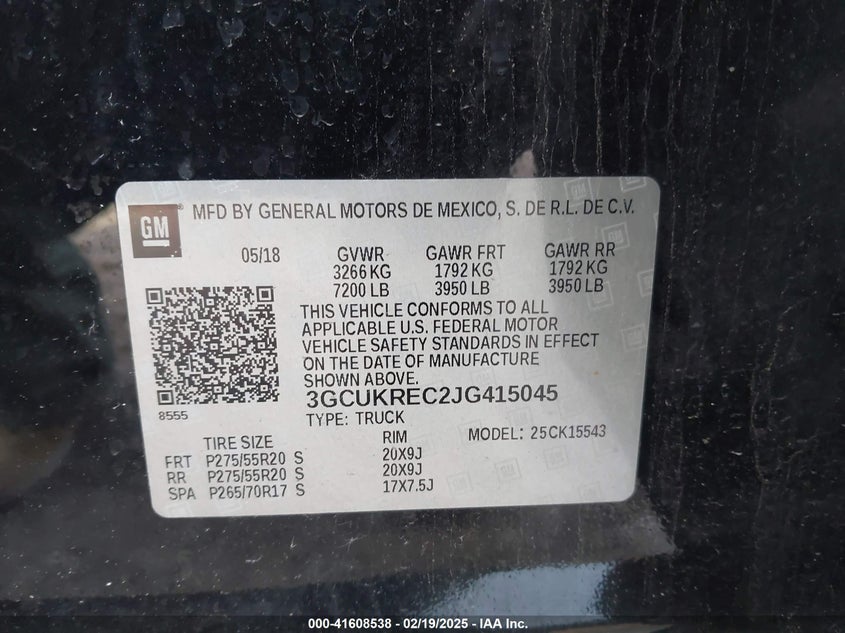 GM MFD BY GENERAL MOTORS DE MEXICO, S. DE R.L. DE C.V.
05/18 GVWR GAWR FRT GAWR RR
3266 KG 1792 KG 1792 KG
7200 LB 3950 LB 3950 LB
THIS VEHICLE CONFORMS TO ALL
APPLICABLE U.S. FEDERAL MOTOR
VEHICLE SAFETY STANDARDS IN EFFECT
ON THE DATE OF MANUFACTURE
SHOWN ABOVE.
3GCUKREC2JG415045
8555
TYPE: TRUCK
MODEL: 25CK15543
TIRE SIZE RIM
FRT P275/55R20 S 20X9J
RR P275/55R20 S 20X9J
SPA P265/70R17 S 17X7.5J
000-41608538 - 02/19/2025 - IAA Inc.